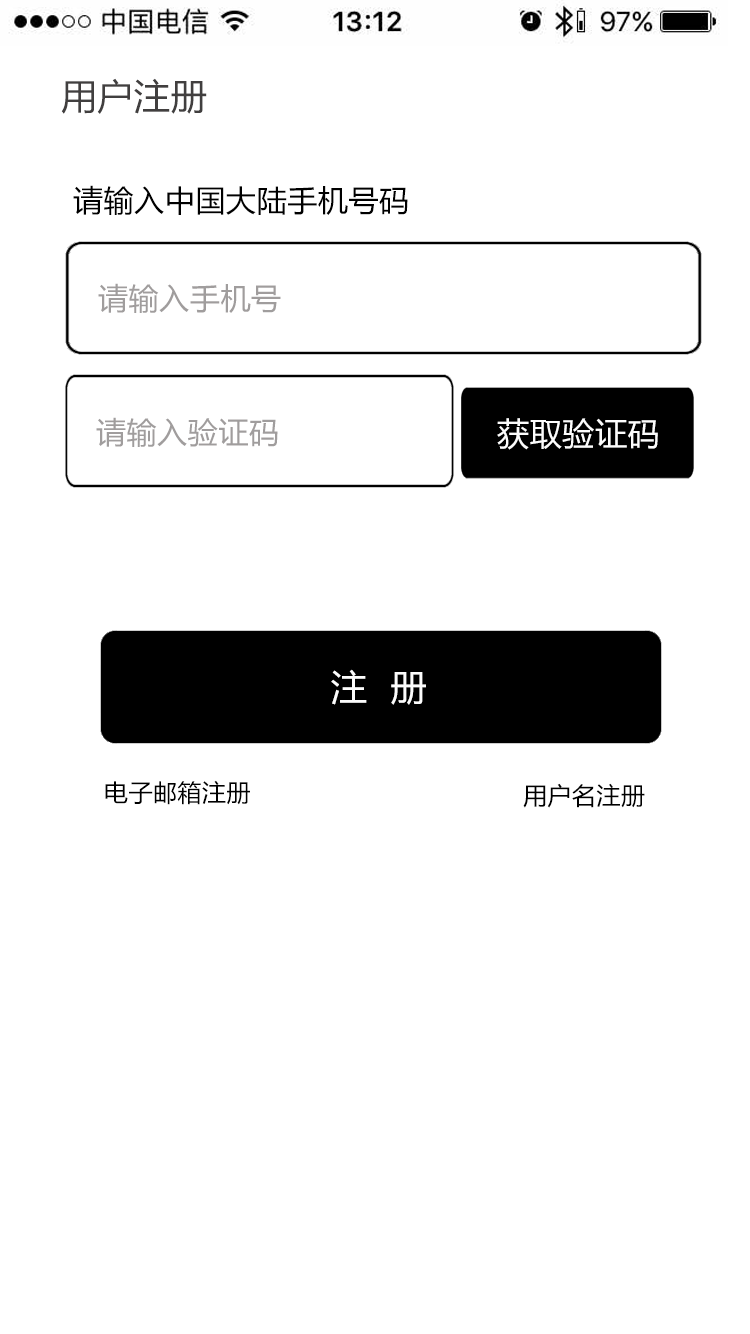 中国电信 13:12 97%
用户注册
请输入中国大陆手机号码
请输入手机号
请输入验证码 获取验证码
注 册
电子邮箱注册 用户名注册